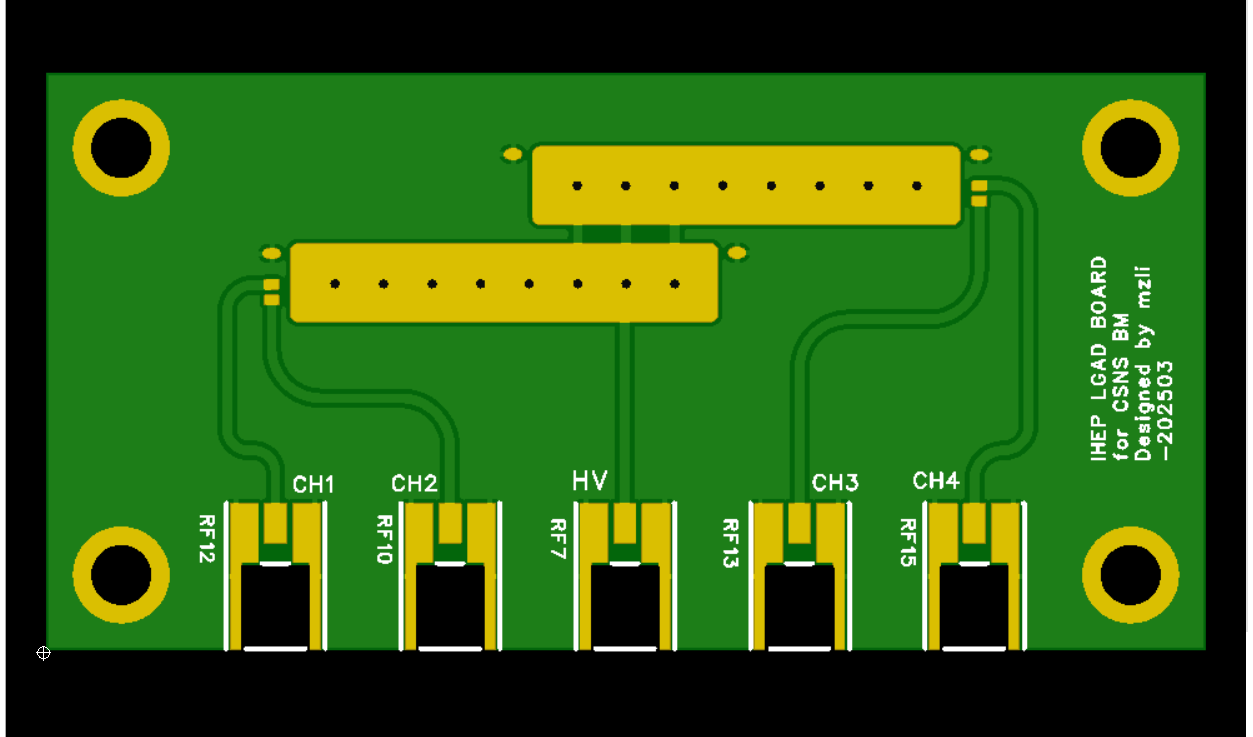 IHEP LGAD BOARD
for CSNS BM
Designed by mzli
-202503
CH1
CH2
HV
CH3
CH4
RF12
RF10
RF7
RF13
RF15